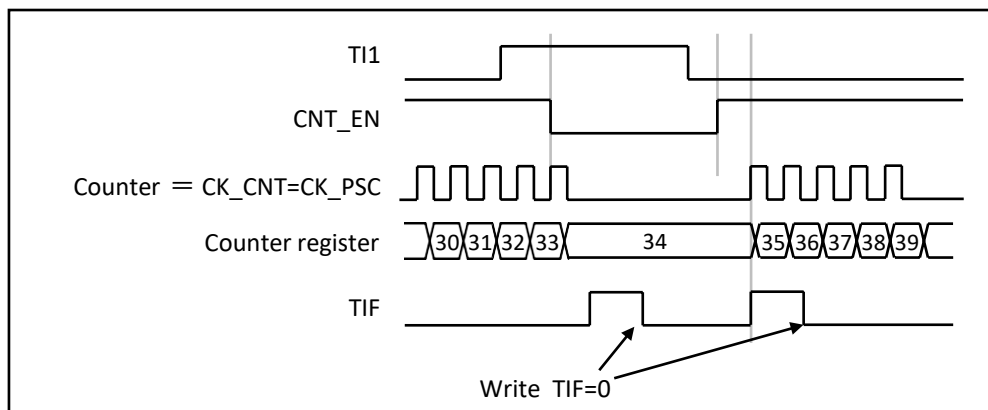 TI1
CNT_EN
Counter = CK_CNT=CK_PSC
Counter register
30 31 32 33 34 35 36 37 38 39
TIF
Write TIF=0